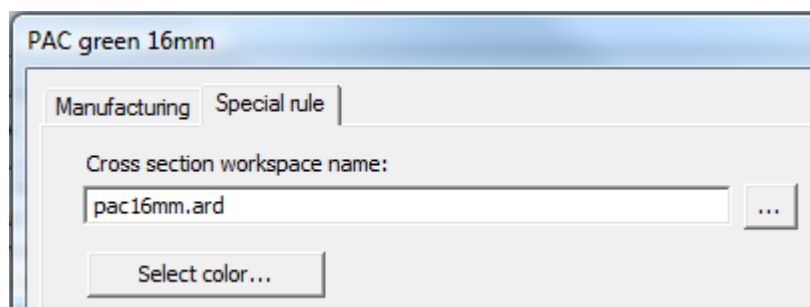 PAC green 16mm
Manufacturing Special rule
Cross section workspace name:
pac16mm.ard ...
Select color...